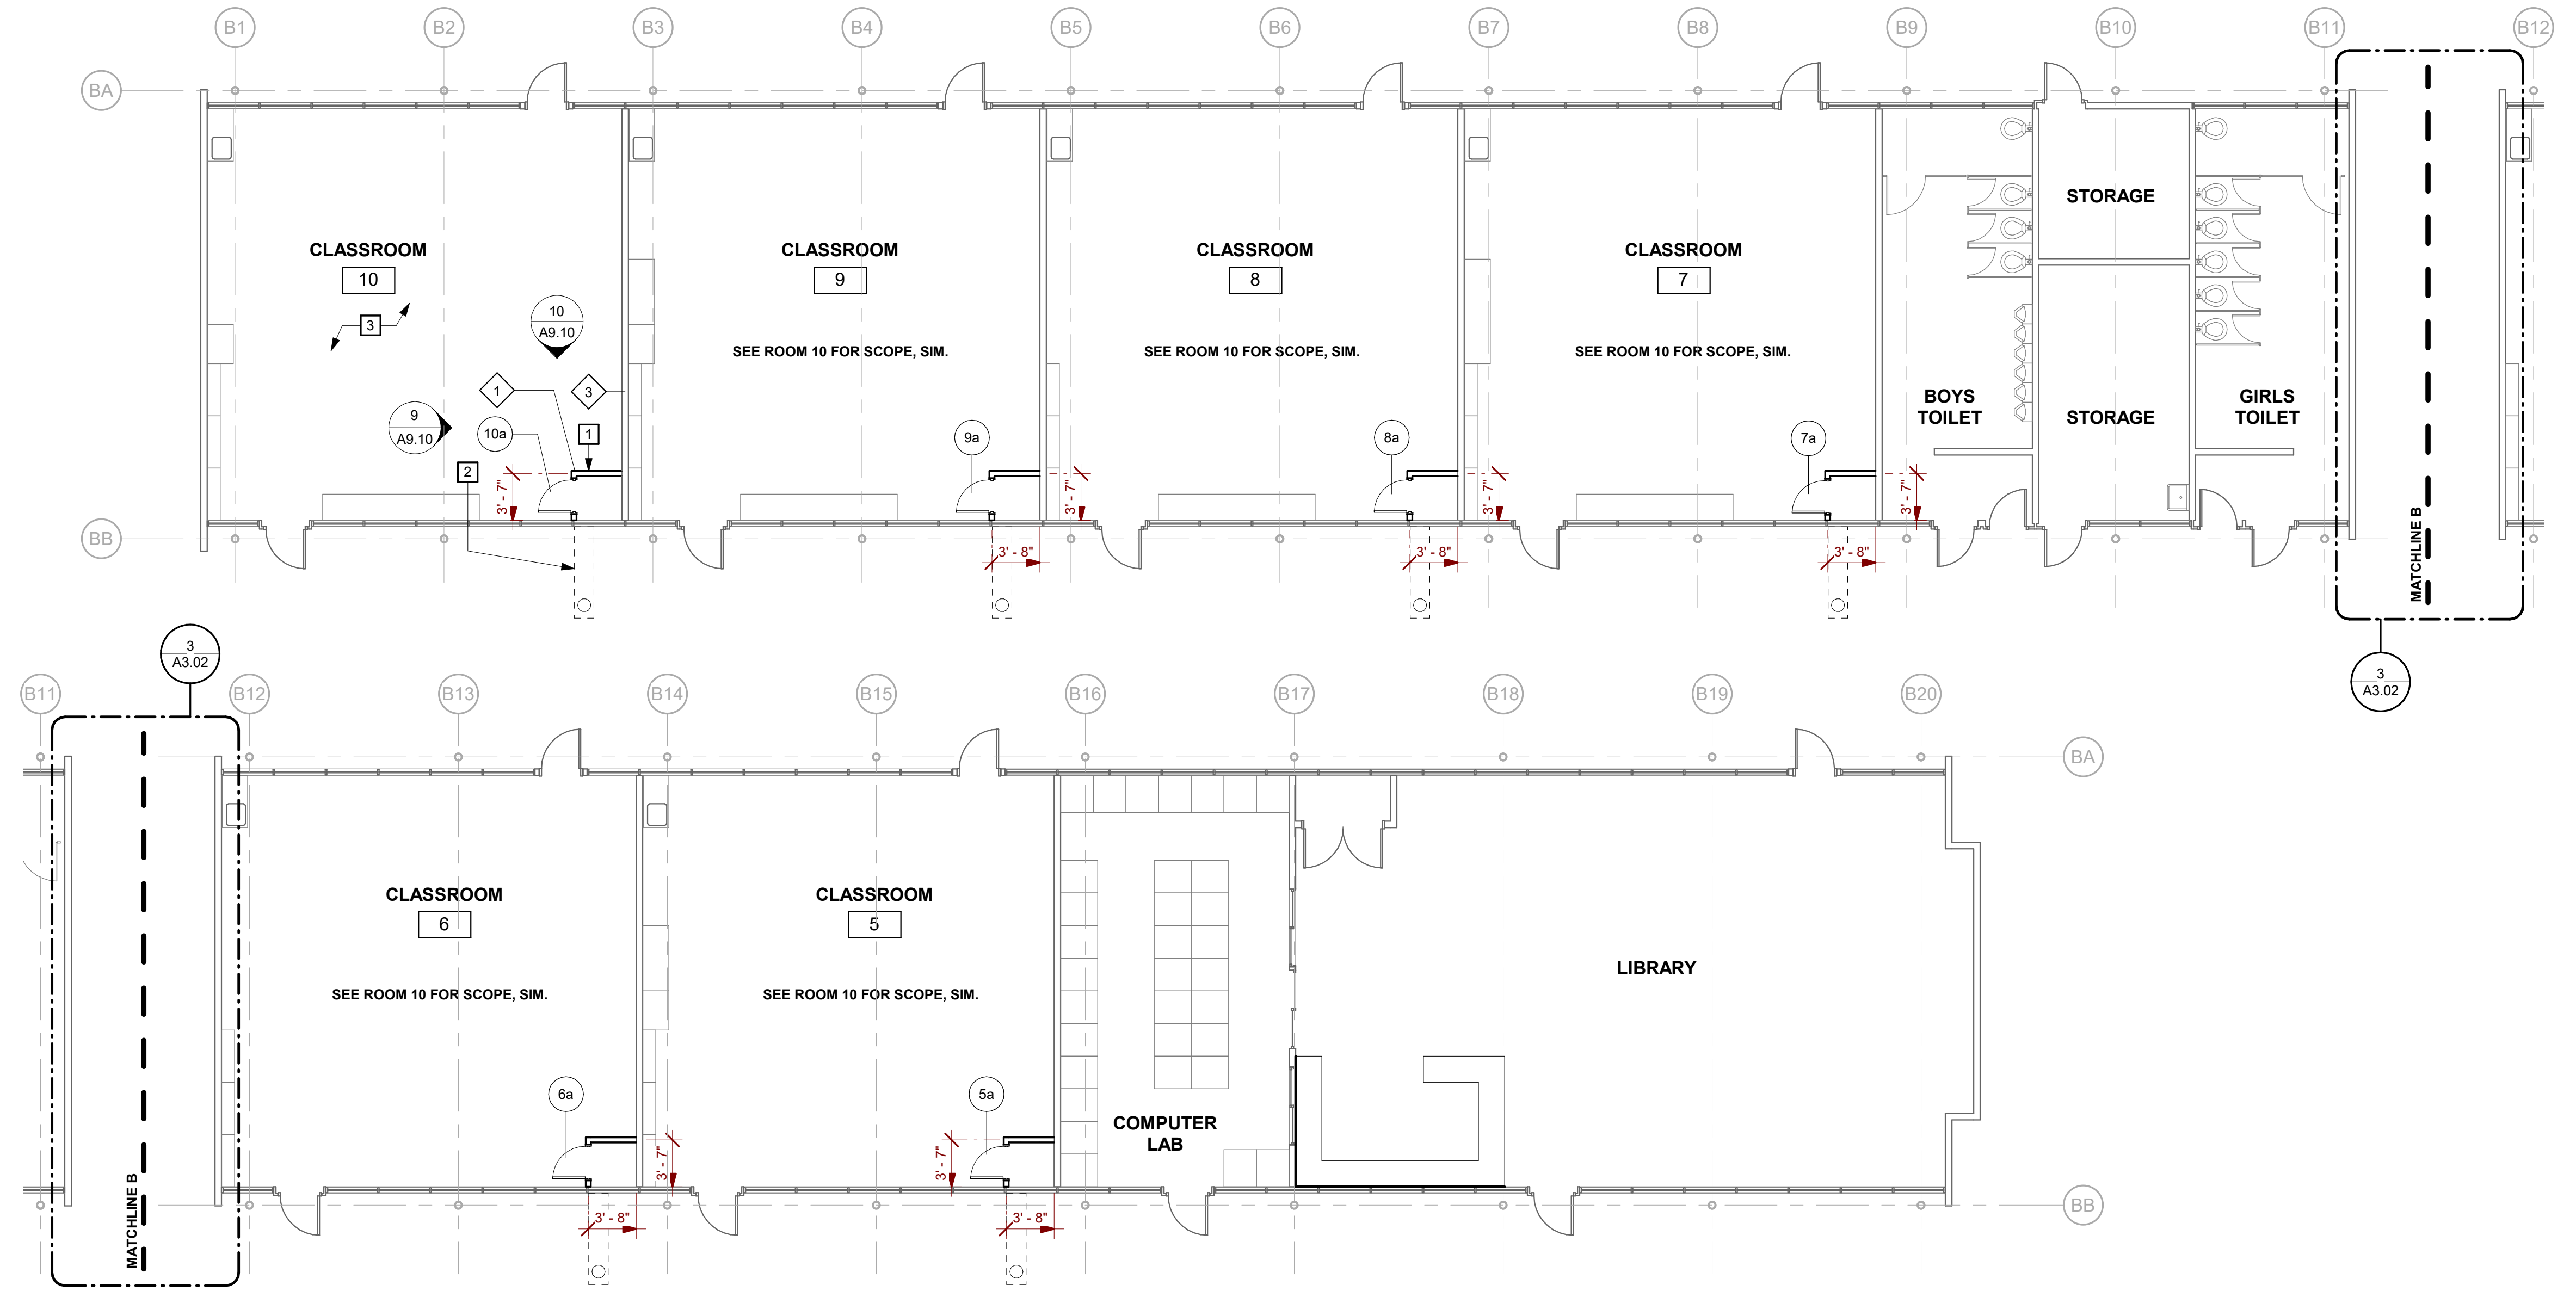 B1 B2 B3 B4 B5 B6 B7 B8 B9 B10 B11 B12
BA
STORAGE
CLASSROOM CLASSROOM CLASSROOM CLASSROOM
10 9 8 7
3
10
A9.10
SEE ROOM 10 FOR SCOPE, SIM. SEE ROOM 10 FOR SCOPE, SIM. SEE ROOM 10 FOR SCOPE, SIM.
1 3
9
A9.10
10a 1 9a 8a 7a
BOYS
TOILET
STORAGE
GIRLS
TOILET
2
3' - 7" 3' - 7" 3' - 7" 3' - 7" 3' - 7"
BB
3' - 8" 3' - 8" 3' - 8"
MATCHLINE B
3
A3.02
3
A3.02
B11 B12 B13 B14 B15 B16 B17 B18 B19 B20
BA
CLASSROOM CLASSROOM
6 5
LIBRARY
SEE ROOM 10 FOR SCOPE, SIM. SEE ROOM 10 FOR SCOPE, SIM.
6a 5a
COMPUTER
LAB
3' - 7" 3' - 7"
BB
3' - 8" 3' - 8"
MATCHLINE B